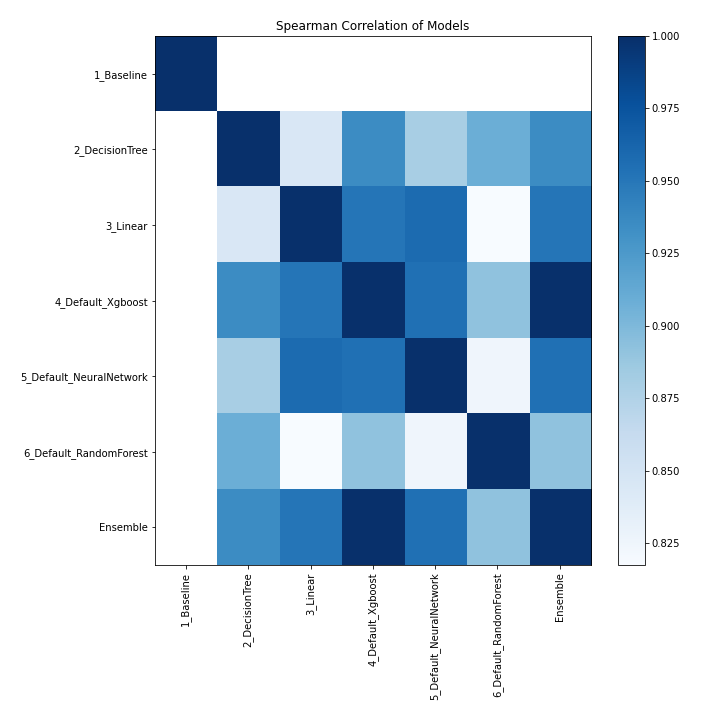 Spearman Correlation of Models
1_Baseline
2_DecisionTree
3_Linear
4_Default_Xgboost
5_Default_NeuralNetwork
6_Default_RandomForest
Ensemble
1_Baseline
2_DecisionTree
3_Linear
4_Default_Xgboost
5_Default_NeuralNetwork
6_Default_RandomForest
Ensemble
1.000
0.975
0.950
0.925
0.900
0.875
0.850
0.825